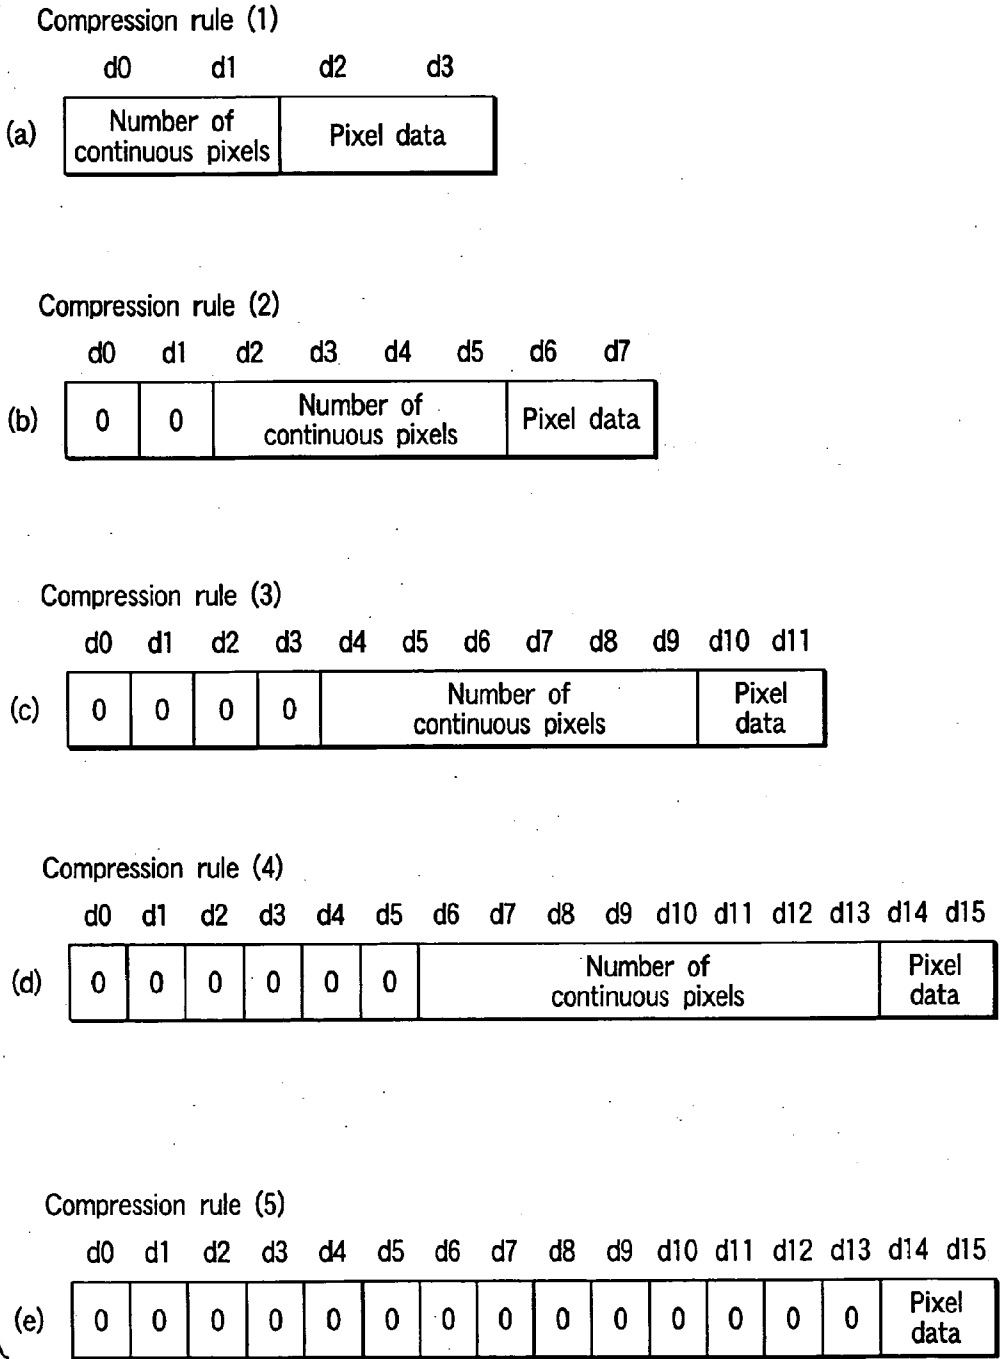 Compression rule (1)
d0 d1 d2 d3
(a) Number of continuous pixels Pixel data
Compression rule (2)
d0 d1 d2 d3 d4 d5 d6 d7
(b) 0 0 Number of continuous pixels Pixel data
Compression rule (3)
d0 d1 d2 d3 d4 d5 d6 d7 d8 d9 d10 d11
(c) 0 0 0 0 Number of continuous pixels Pixel data
Compression rule (4)
d0 d1 d2 d3 d4 d5 d6 d7 d8 d9 d10 d11 d12 d13 d14 d15
(d) 0 0 0 0 0 0 Number of continuous pixels Pixel data
Compression rule (5)
d0 d1 d2 d3 d4 d5 d6 d7 d8 d9 d10 d11 d12 d13 d14 d15
(e) 0 0 0 0 0 0 0 0 0 0 0 0 0 0 Pixel data